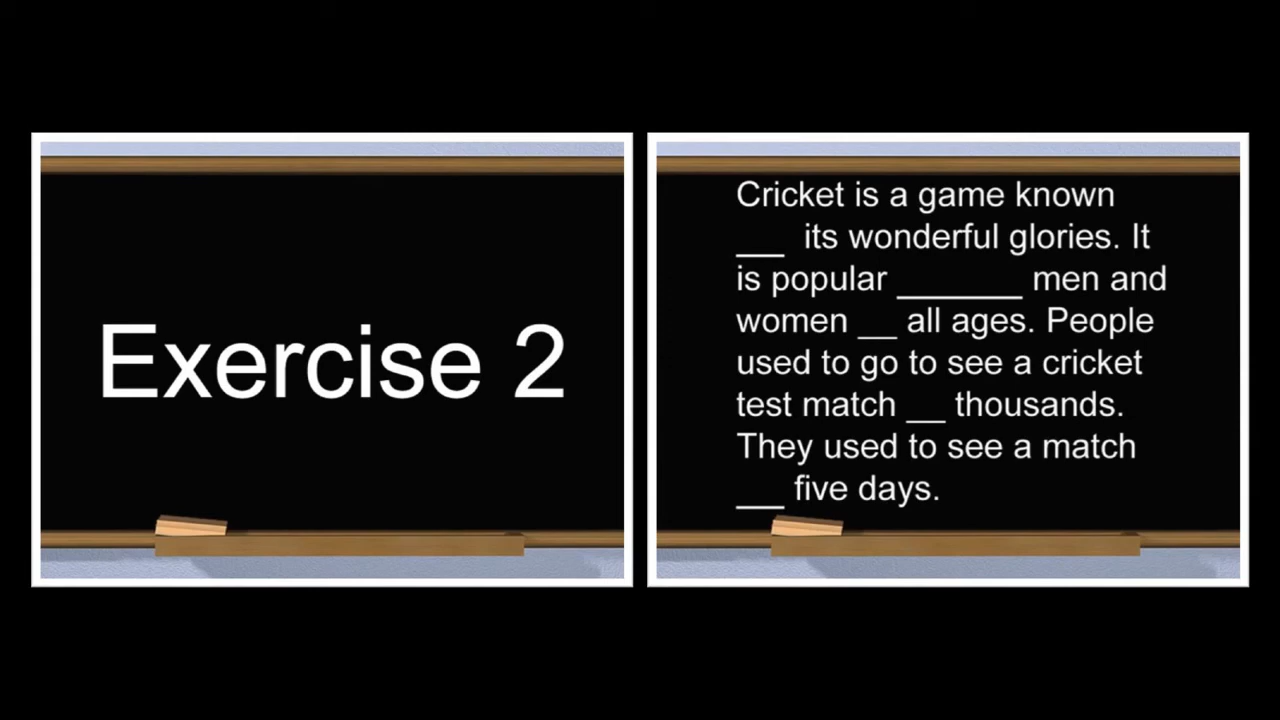 Exercise 2
Cricket is a game known
___ its wonderful glories. It
is popular _______ men and
women __ all ages. People
used to go to see a cricket
test match __ thousands.
They used to see a match
___ five days.